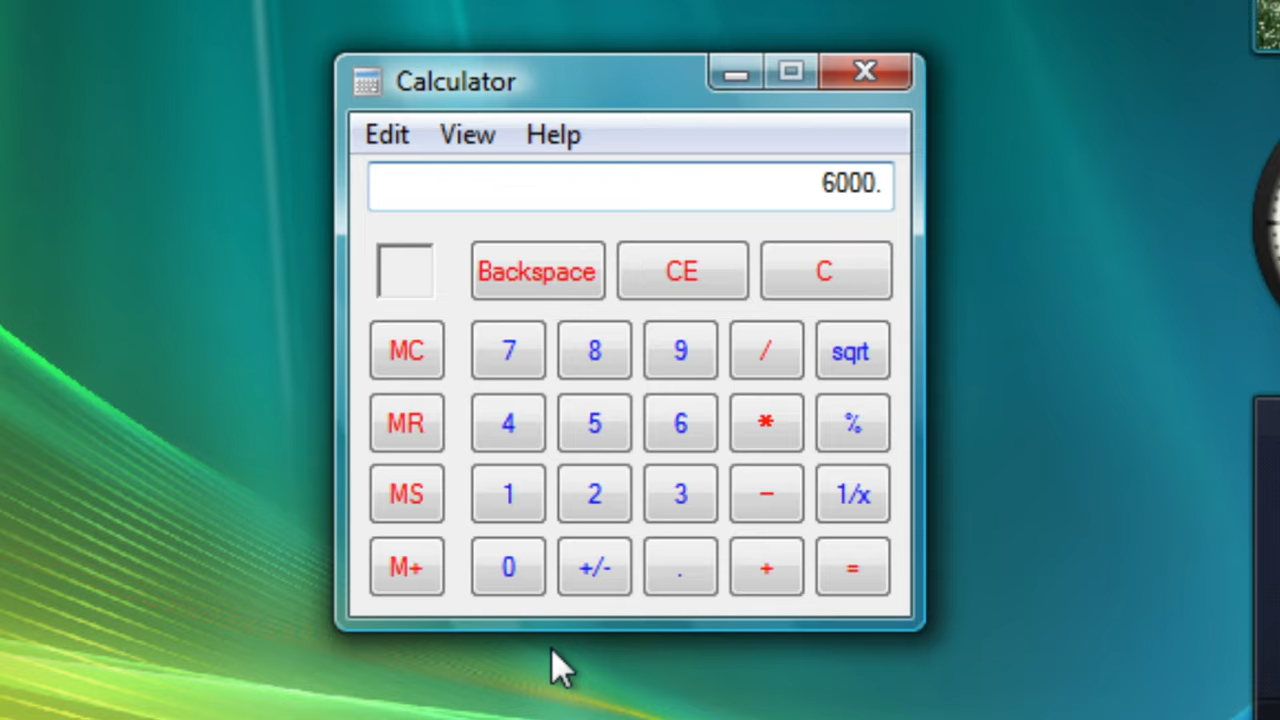 Calculator
Edit View Help
6000.
Backspace CE C
MC 7 8 9 / sqrt
MR 4 5 6 * %
MS 1 2 3 - 1/x
M+ 0 +/- . + =